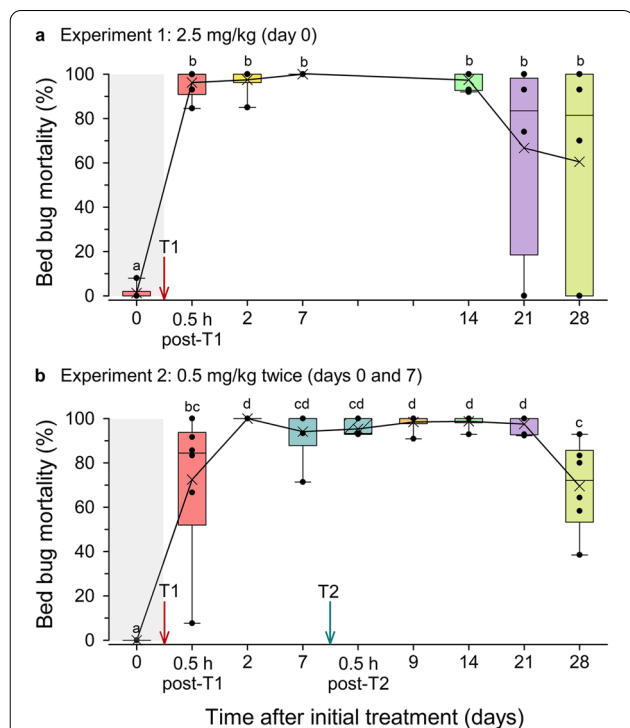 a Experiment 1: 2.5 mg/kg (day 0)
Bed bug mortality (%)
100
80
60
40
20
0
a
b
b
b
b
b
b
T1
0
0.5 h
post-T1
2
7
14
21
28
b Experiment 2: 0.5 mg/kg twice (days 0 and 7)
Bed bug mortality (%)
100
80
60
40
20
0
a
bc
d
cd
cd
d
d
d
c
T1
T2
0
0.5 h
post-T1
2
7
0.5 h
post-T2
9
14
21
28
Time after initial treatment (days)